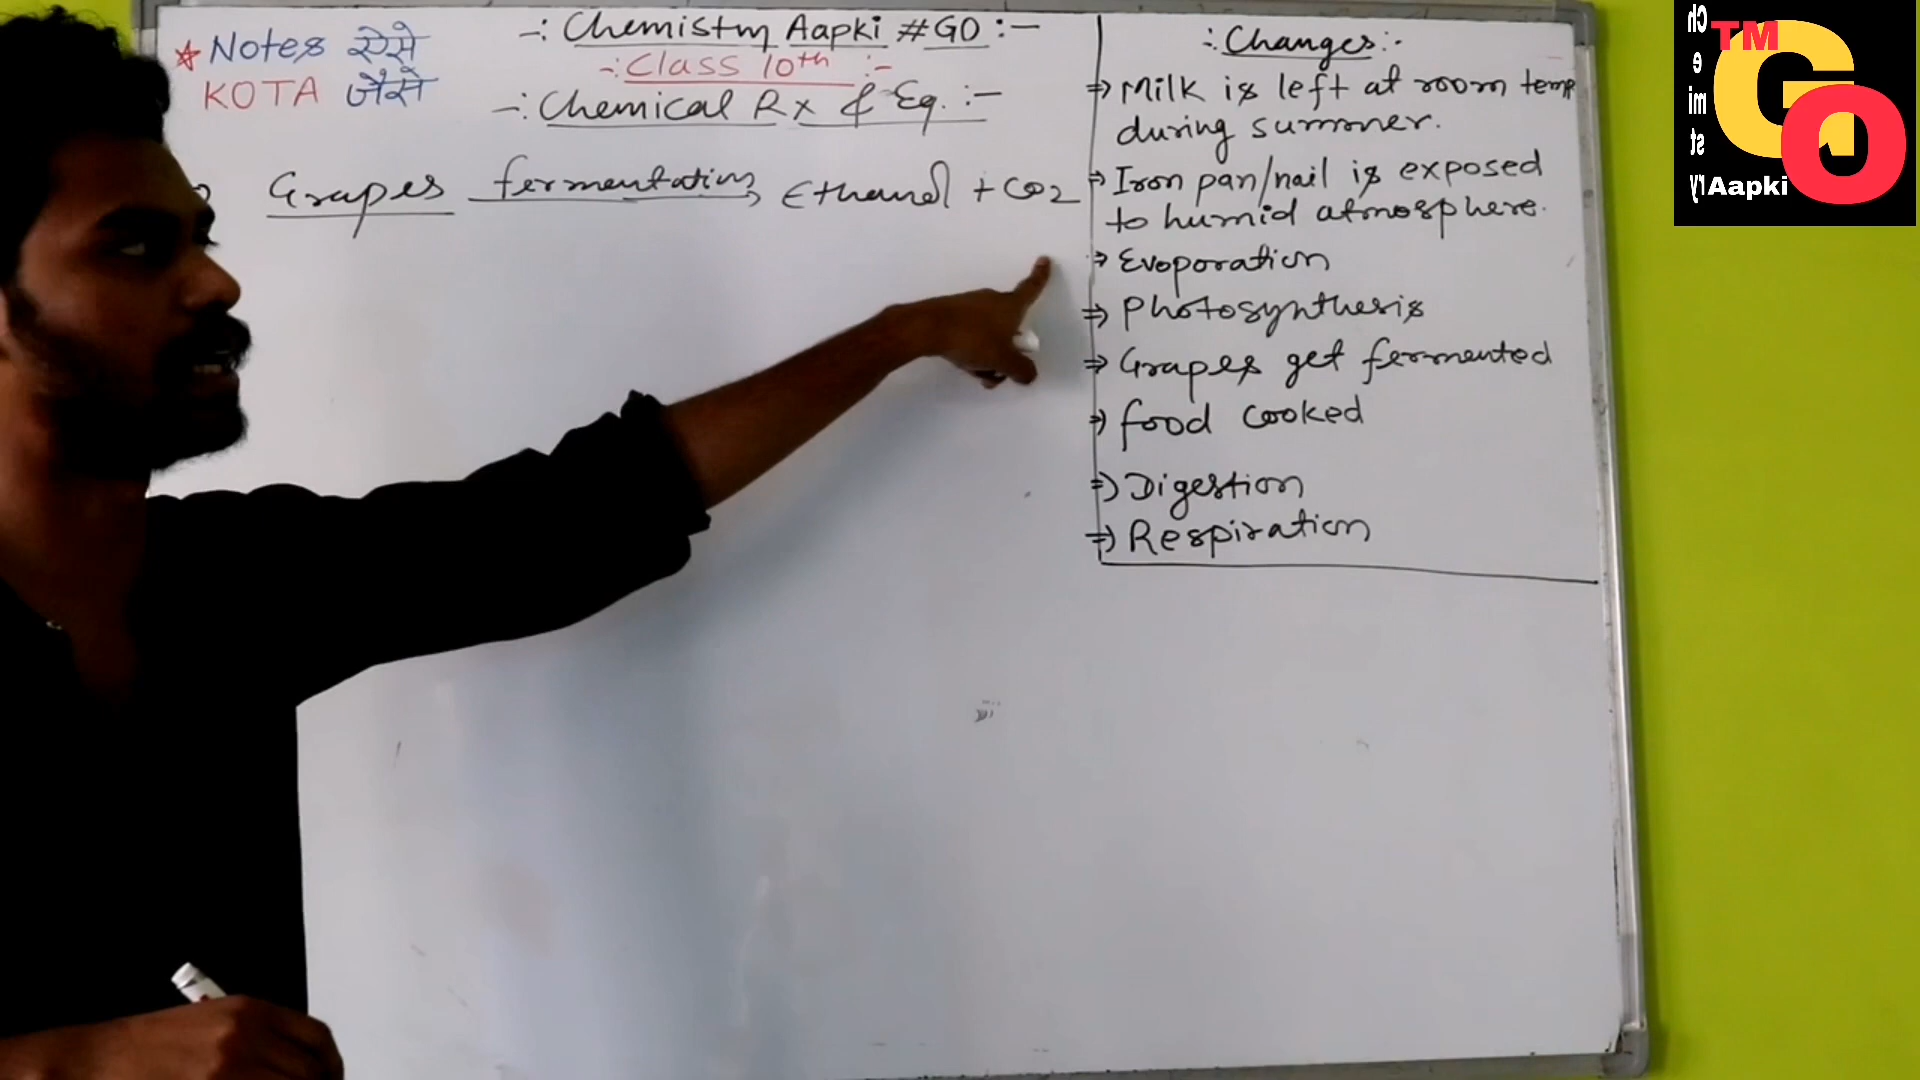 * Notes ऐसे
KOTA जैसे
-: Chemistry Aapki #GO :-
-: Class 10th :-
-: Chemical Rx & Eq. :-
Grapes fermentation Ethanol + CO2
-: Changes :-
⇒ Milk is left at room temp
during summer.
⇒ Iron pan/nail is exposed
to humid atmosphere.
⇒ Evoporation
⇒ Photosynthesis
⇒ Grapes get fermented
⇒ food cooked
⇒ Digestion
⇒ Respiration
Chemistry Aapki
TM
GO